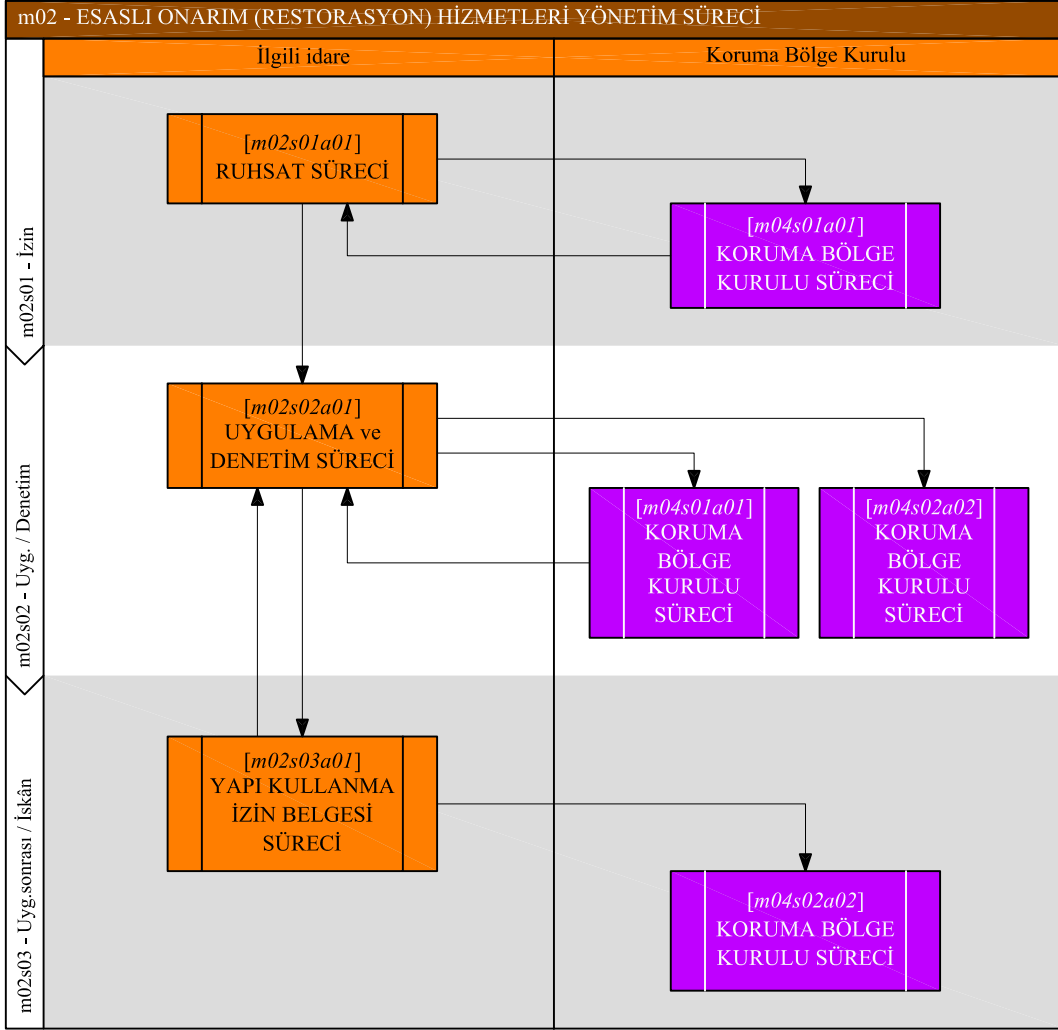 m02 - ESASLI ONARIM (RESTORASYON) HİZMETLERİ YÖNETİM SÜRECİ
İlgili idare
Koruma Bölge Kurulu
m02s01 - İzin
[m02s01a01]
RUHSAT SÜRECİ
[m04s01a01]
KORUMA BÖLGE
KURULU SÜRECİ
m02s02 - Uyg. / Denetim
[m02s02a01]
UYGULAMA ve
DENETİM SÜRECİ
[m04s01a01]
KORUMA
BÖLGE
KURULU
SÜRECİ
[m04s02a02]
KORUMA
BÖLGE
KURULU
SÜRECİ
m02s03 - Uyg.sonrası / İskân
[m02s03a01]
YAPI KULLANMA
İZİN BELGESİ
SÜRECİ
[m04s02a02]
KORUMA BÖLGE
KURULU SÜRECİ